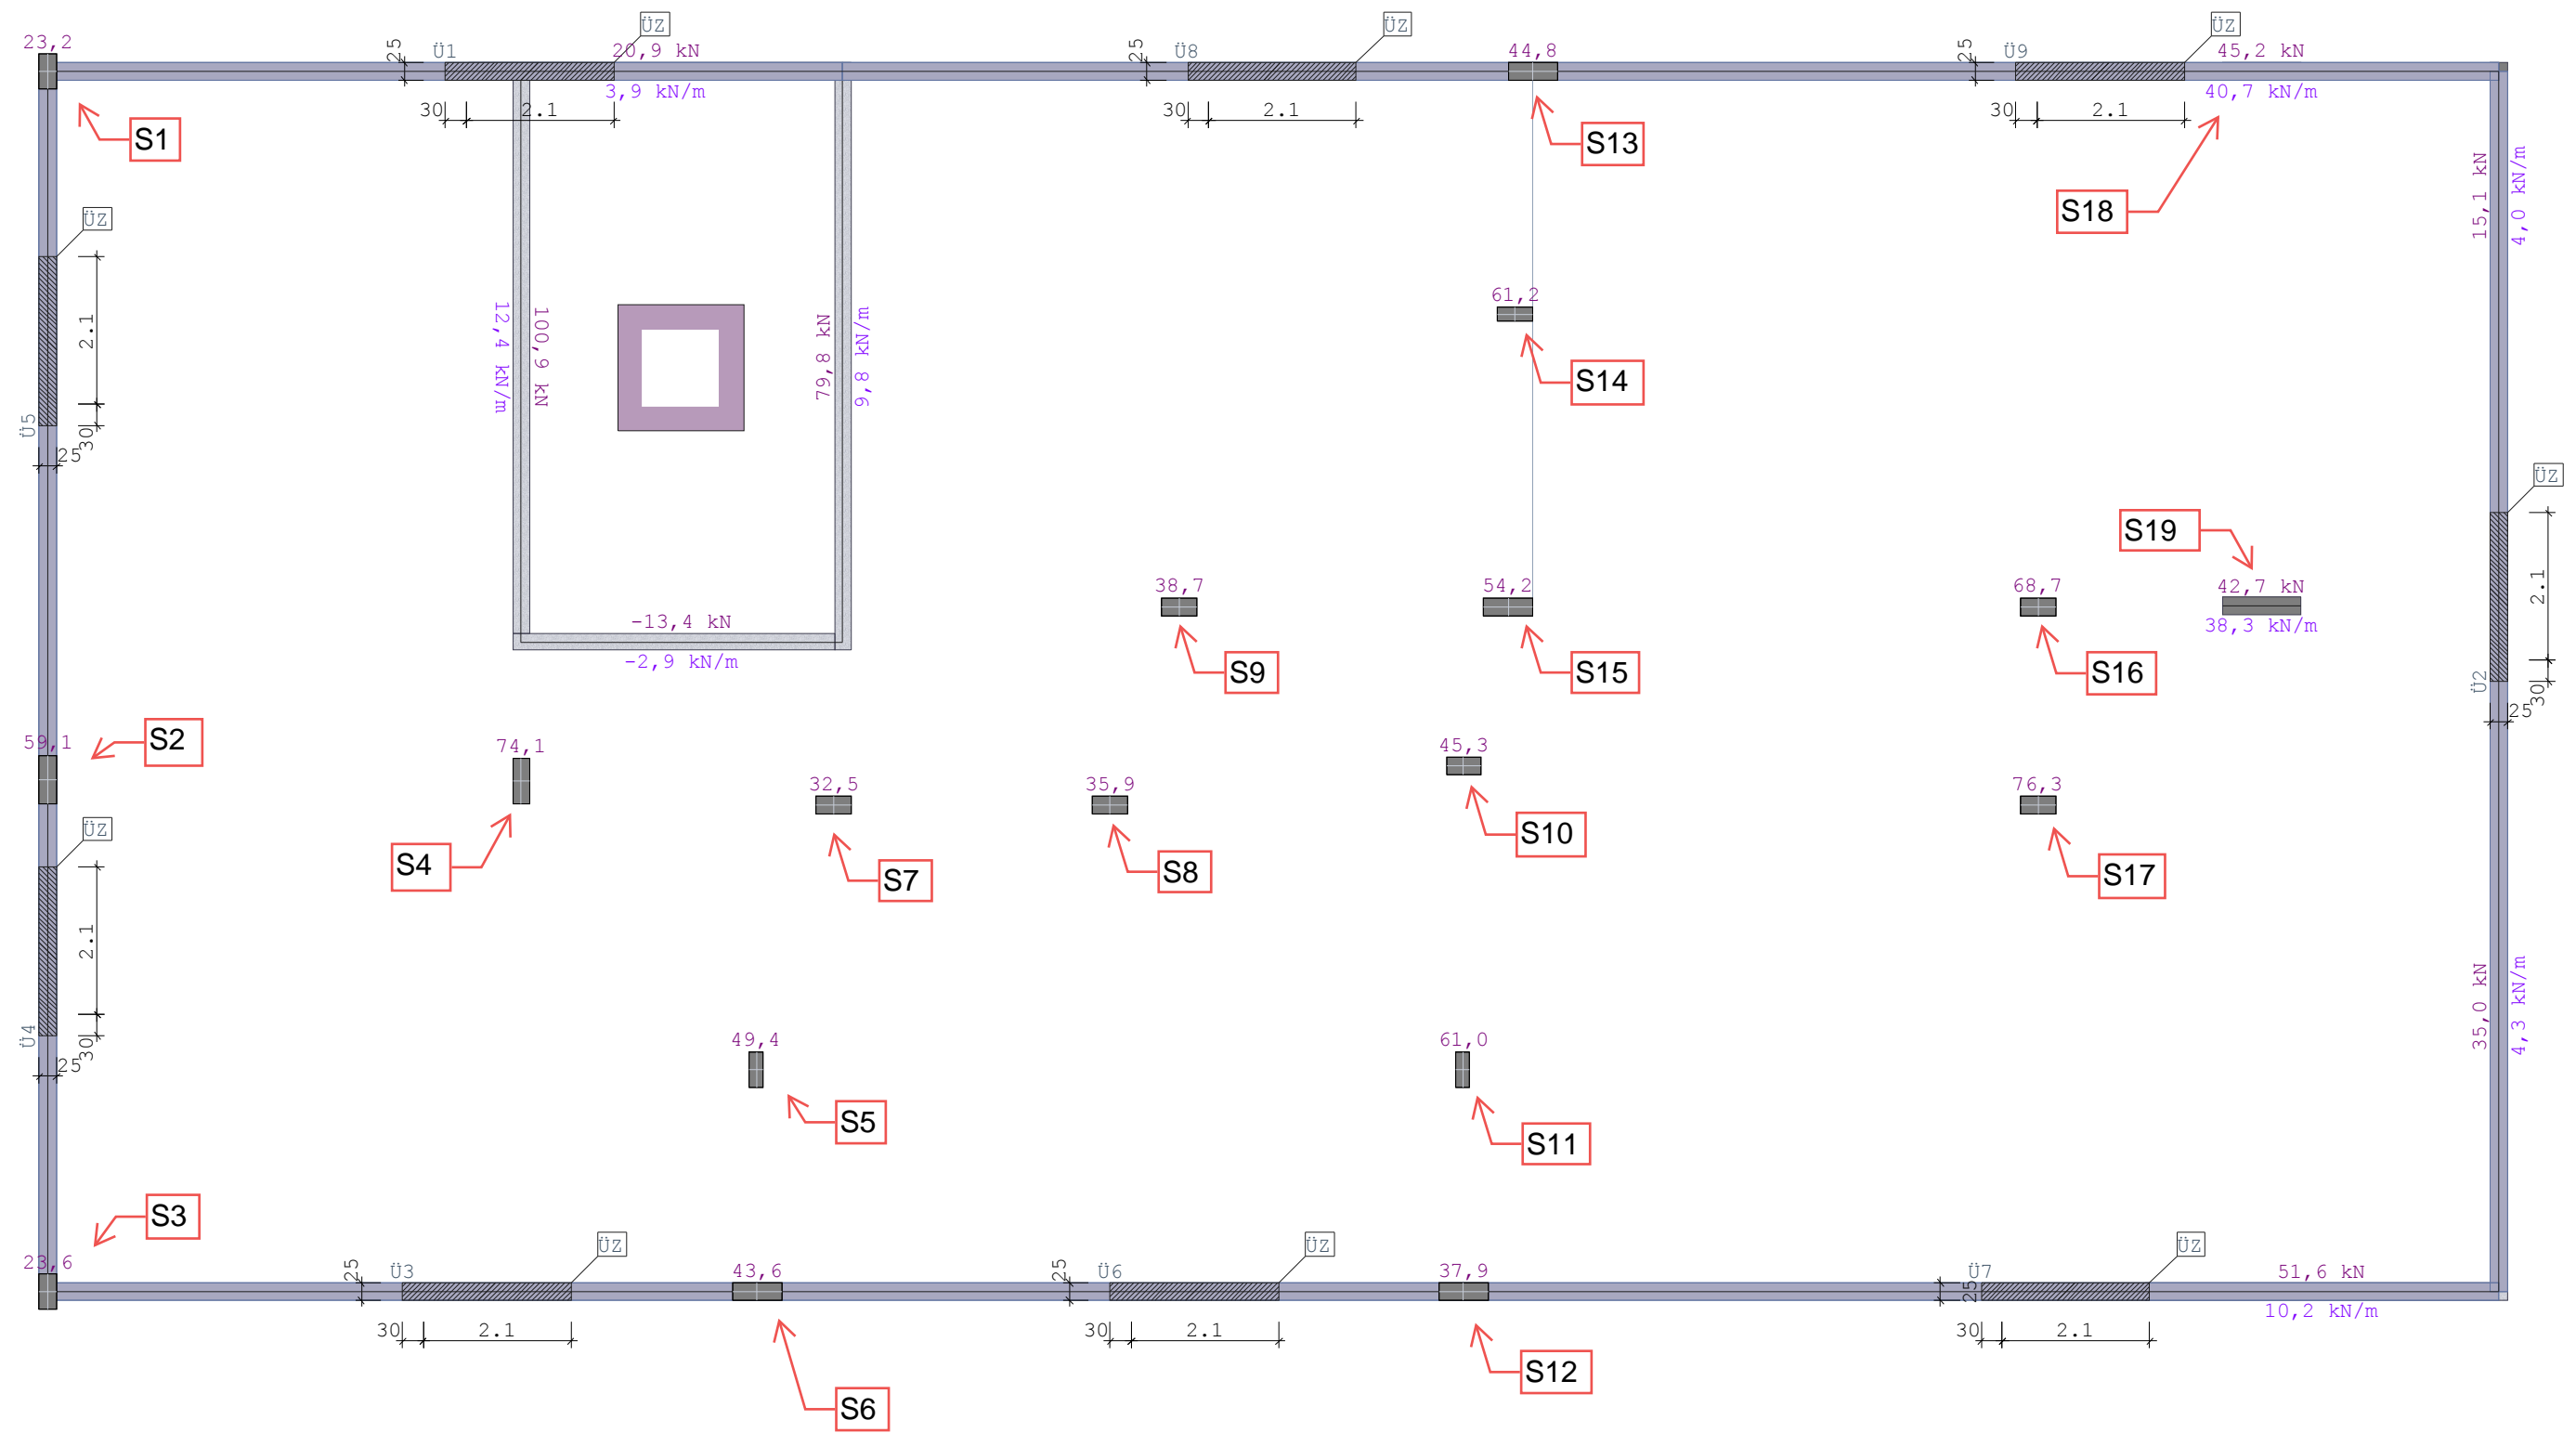 23,2
Ü1
25
20,9 kN
ÜZ
3,9 kN/m
30
2.1
S1
Ü8
25
ÜZ
30
2.1
44,8
S13
Ü9
25
ÜZ
45,2 kN
40,7 kN/m
30
2.1
S18
15,1 kN
4,0 kN/m
ÜZ
2.1
Ü5
30
25
12,4 kN/m
100,9 kN
79,8 kN
9,8 kN/m
-13,4 kN
-2,9 kN/m
61,2
S14
38,7
S9
54,2
S15
68,7
S16
S19
42,7 kN
38,3 kN/m
ÜZ
2.1
Ü2
30
25
59,1
S2
74,1
S4
32,5
S7
35,9
S8
45,3
S10
76,3
S17
ÜZ
2.1
Ü4
30
25
49,4
S5
61,0
S11
35,0 kN
4,3 kN/m
S3
23,6
25
Ü3
ÜZ
30
2.1
43,6
S6
25
Ü6
ÜZ
30
2.1
37,9
S12
25
Ü7
ÜZ
30
2.1
51,6 kN
10,2 kN/m